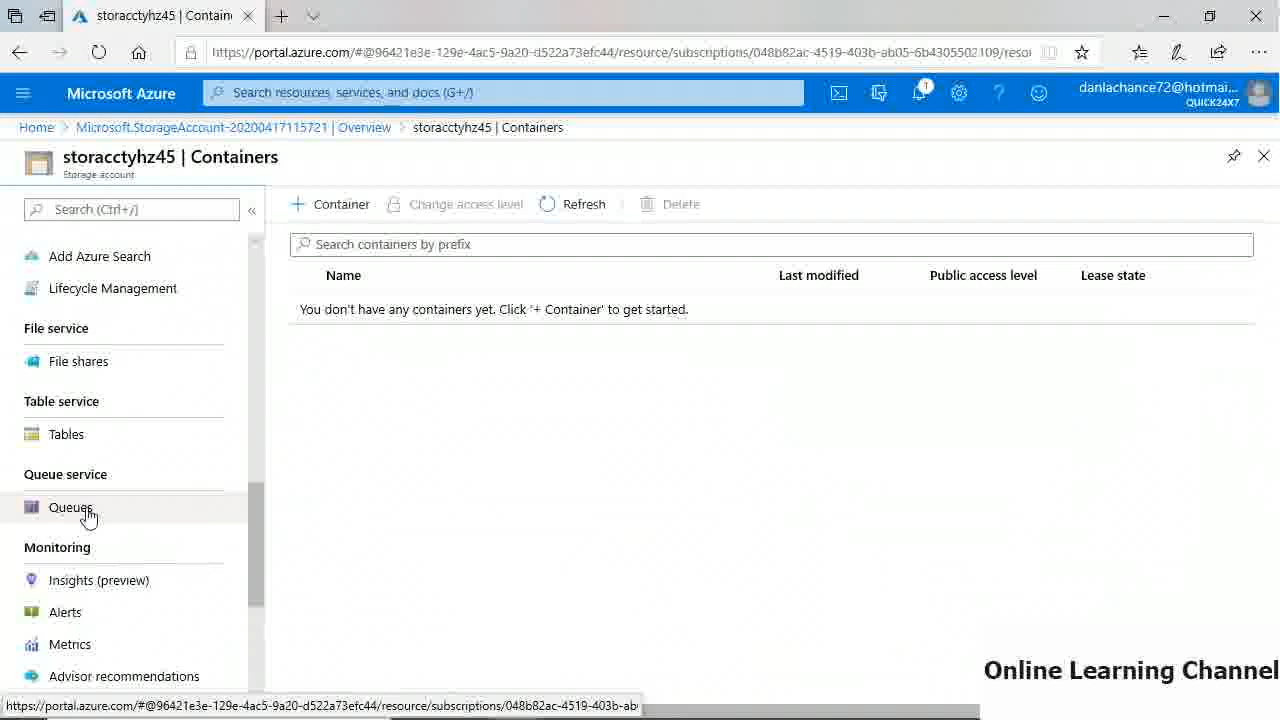 storacctyhz45 | Contain
https://portal.azure.com/#@96421e3e-129e-4ac5-9a20-d522a73efc44/resource/subscriptions/048b82ac-4519-403b-ab05-6b4305502109/reso
Microsoft Azure
Search resources, services, and docs (G+/)
1
danlachance72@hotmai...
QUICK24X7
Home > Microsoft.StorageAccount-20200417115721 | Overview > storacctyhz45 | Containers
storacctyhz45 | Containers
Storage account
Search (Ctrl+/)
«
+ Container
Change access level
Refresh
Delete
Search containers by prefix
Name
Last modified
Public access level
Lease state
You don't have any containers yet. Click '+ Container' to get started.
Add Azure Search
Lifecycle Management
File service
File shares
Table service
Tables
Queue service
Queues
Monitoring
Insights (preview)
Alerts
Metrics
Advisor recommendations
Online Learning Channel
https://portal.azure.com/#@96421e3e-129e-4ac5-9a20-d522a73efc44/resource/subscriptions/048b82ac-4519-403b-ab